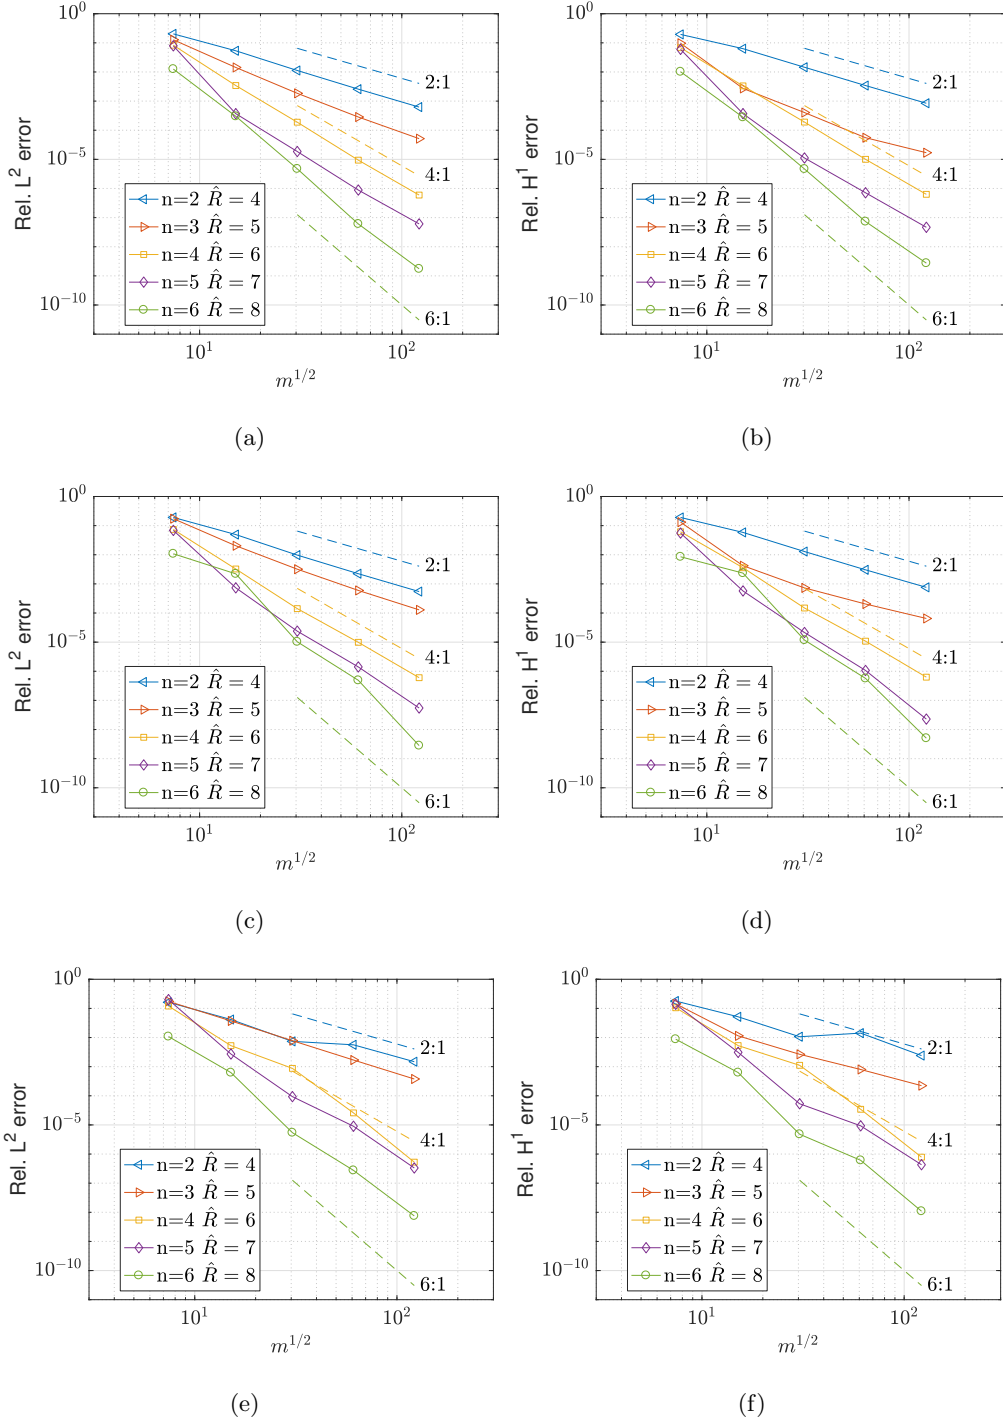 10^0
10^-5
10^-10
Rel. L^2 error
2:1
4:1
6:1
n=2 R̂ = 4
n=3 R̂ = 5
n=4 R̂ = 6
n=5 R̂ = 7
n=6 R̂ = 8
10^1
10^2
m^{1/2}
(a)
10^0
10^-5
10^-10
Rel. H^1 error
2:1
4:1
6:1
n=2 R̂ = 4
n=3 R̂ = 5
n=4 R̂ = 6
n=5 R̂ = 7
n=6 R̂ = 8
10^1
10^2
m^{1/2}
(b)
10^0
10^-5
10^-10
Rel. L^2 error
2:1
4:1
6:1
n=2 R̂ = 4
n=3 R̂ = 5
n=4 R̂ = 6
n=5 R̂ = 7
n=6 R̂ = 8
10^1
10^2
m^{1/2}
(c)
10^0
10^-5
10^-10
Rel. H^1 error
2:1
4:1
6:1
n=2 R̂ = 4
n=3 R̂ = 5
n=4 R̂ = 6
n=5 R̂ = 7
n=6 R̂ = 8
10^1
10^2
m^{1/2}
(d)
10^0
10^-5
10^-10
Rel. L^2 error
2:1
4:1
6:1
n=2 R̂ = 4
n=3 R̂ = 5
n=4 R̂ = 6
n=5 R̂ = 7
n=6 R̂ = 8
10^1
10^2
m^{1/2}
(e)
10^0
10^-5
10^-10
Rel. H^1 error
2:1
4:1
6:1
n=2 R̂ = 4
n=3 R̂ = 5
n=4 R̂ = 6
n=5 R̂ = 7
n=6 R̂ = 8
10^1
10^2
m^{1/2}
(f)